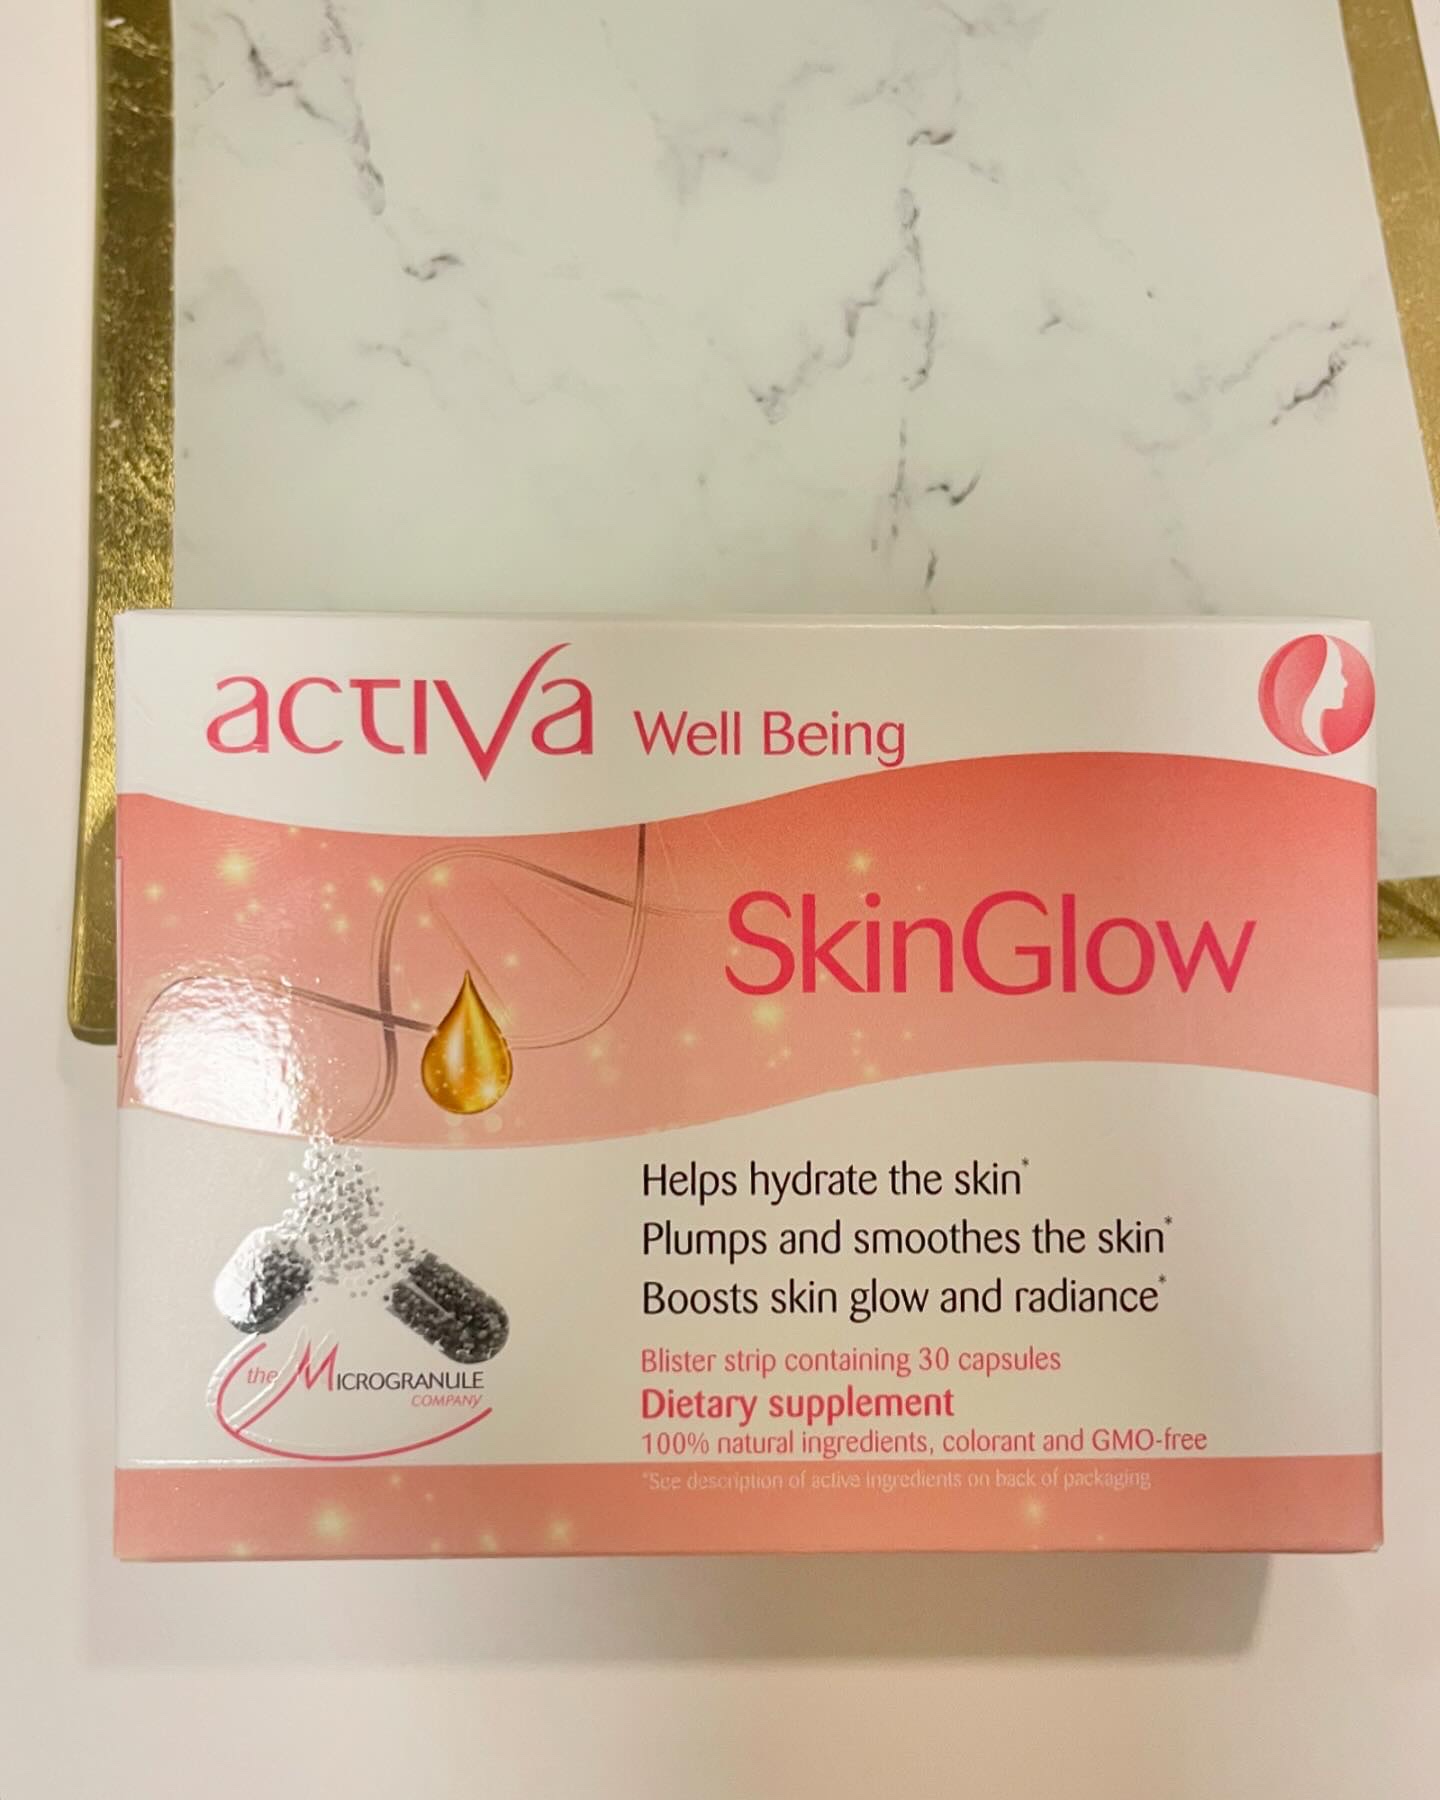 activa Well Being
SkinGlow
Helps hydrate the skin*
Plumps and smoothes the skin*
Boosts skin glow and radiance*
Blister strip containing 30 capsules
Dietary supplement
100% natural ingredients, colorant and GMO-free
*See description of active ingredients on back of packaging
the MICROGRANULE
COMPANY